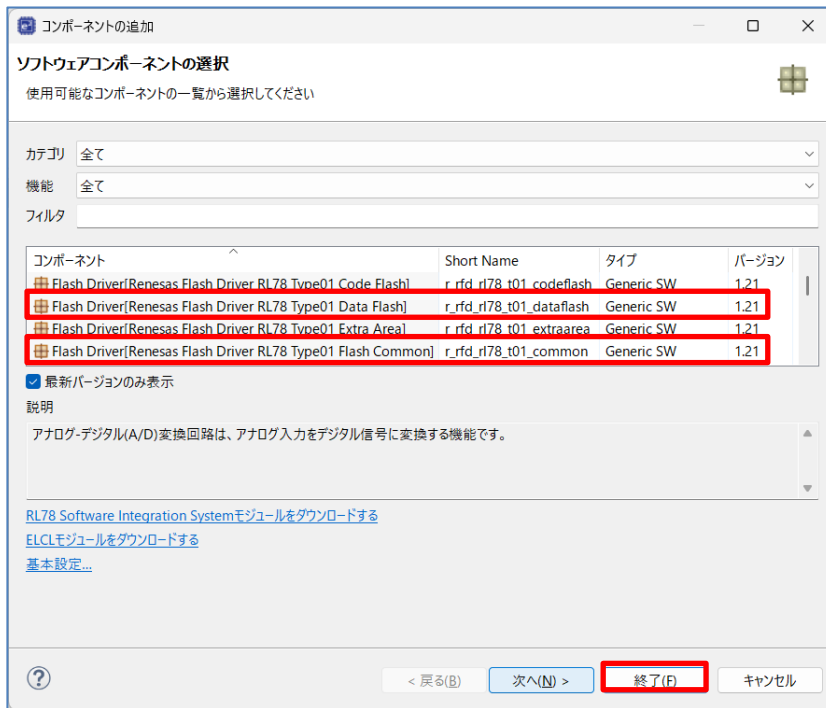 コンポーネントの追加
ソフトウェアコンポーネントの選択
使用可能なコンポーネントの一覧から選択してください
カテゴリ 全て
機能 全て
フィルタ
コンポーネント Short Name タイプ バージョン
Flash Driver[Renesas Flash Driver RL78 Type01 Code Flash] r_rfd_rl78_t01_codeflash Generic SW 1.21
Flash Driver[Renesas Flash Driver RL78 Type01 Data Flash] r_rfd_rl78_t01_dataflash Generic SW 1.21
Flash Driver[Renesas Flash Driver RL78 Type01 Extra Area] r_rfd_rl78_t01_extraarea Generic SW 1.21
Flash Driver[Renesas Flash Driver RL78 Type01 Flash Common] r_rfd_rl78_t01_common Generic SW 1.21
最新バージョンのみ表示
説明
アナログ-デジタル(A/D)変換回路は、アナログ入力をデジタル信号に変換する機能です。
RL78 Software Integration Systemモジュールをダウンロードする
ELCLモジュールをダウンロードする
基本設定...
? < 戻る(B) 次へ(N) > 終了(F) キャンセル